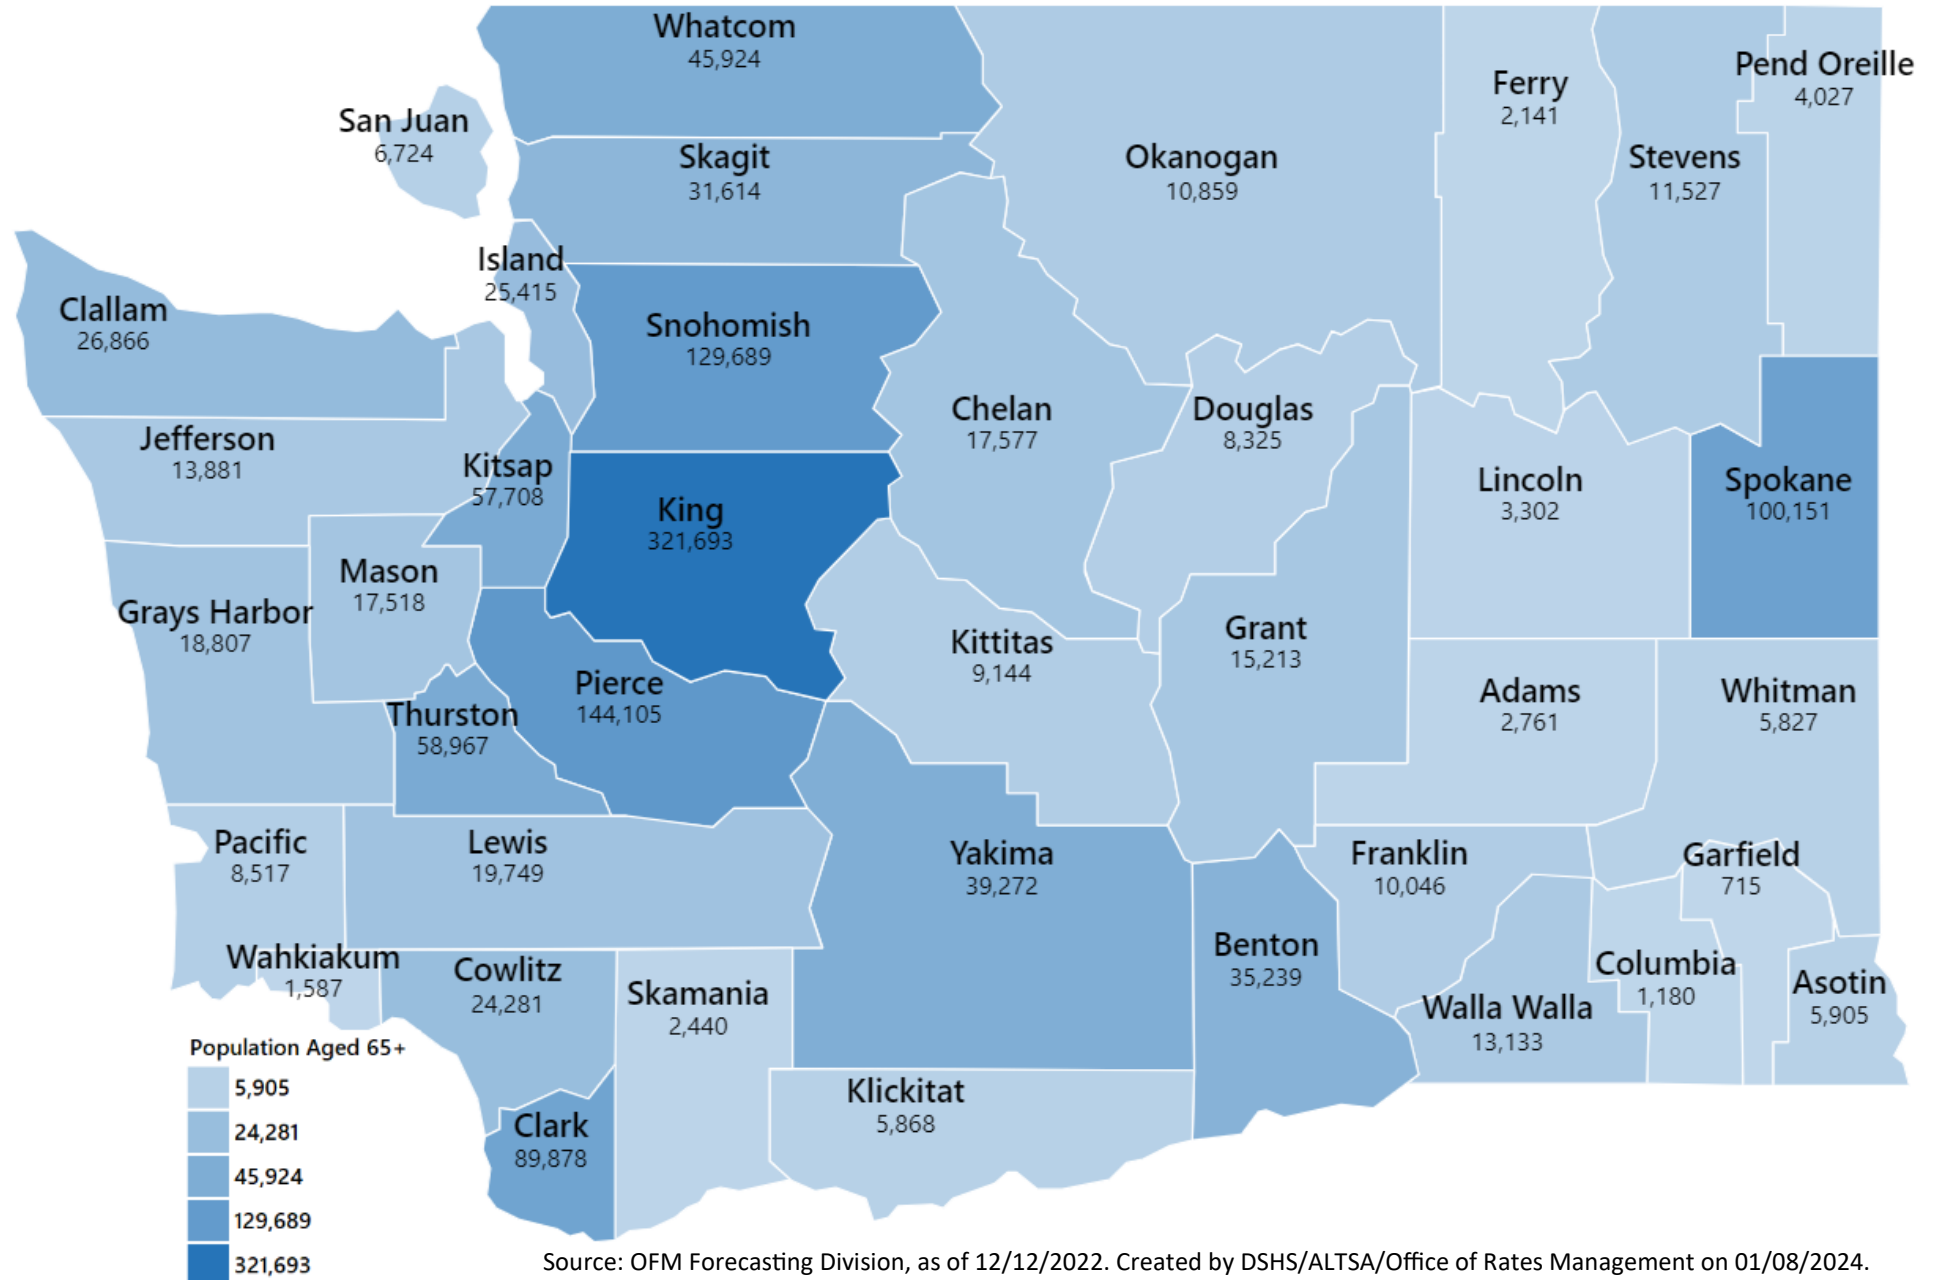 Whatcom
45,924
Pend Oreille
4,027
Ferry
2,141
San Juan
6,724
Skagit
31,614
Okanogan
10,859
Stevens
11,527
Island
25,415
Clallam
26,866
Snohomish
129,689
Chelan
17,577
Douglas
8,325
Jefferson
13,881
Kitsap
57,708
Lincoln
3,302
Spokane
100,151
King
321,693
Mason
17,518
Grays Harbor
18,807
Kittitas
9,144
Grant
15,213
Pierce
144,105
Adams
2,761
Whitman
5,827
Thurston
58,967
Pacific
8,517
Lewis
19,749
Yakima
39,272
Franklin
10,046
Garfield
715
Benton
35,239
Wahkiakum
1,587
Cowlitz
24,281
Skamania
2,440
Columbia
1,180
Asotin
5,905
Walla Walla
13,133
Klickitat
5,868
Clark
89,878
Population Aged 65+
5,905
24,281
45,924
129,689
321,693
Source: OFM Forecasting Division, as of 12/12/2022. Created by DSHS/ALTSA/Office of Rates Management on 01/08/2024.